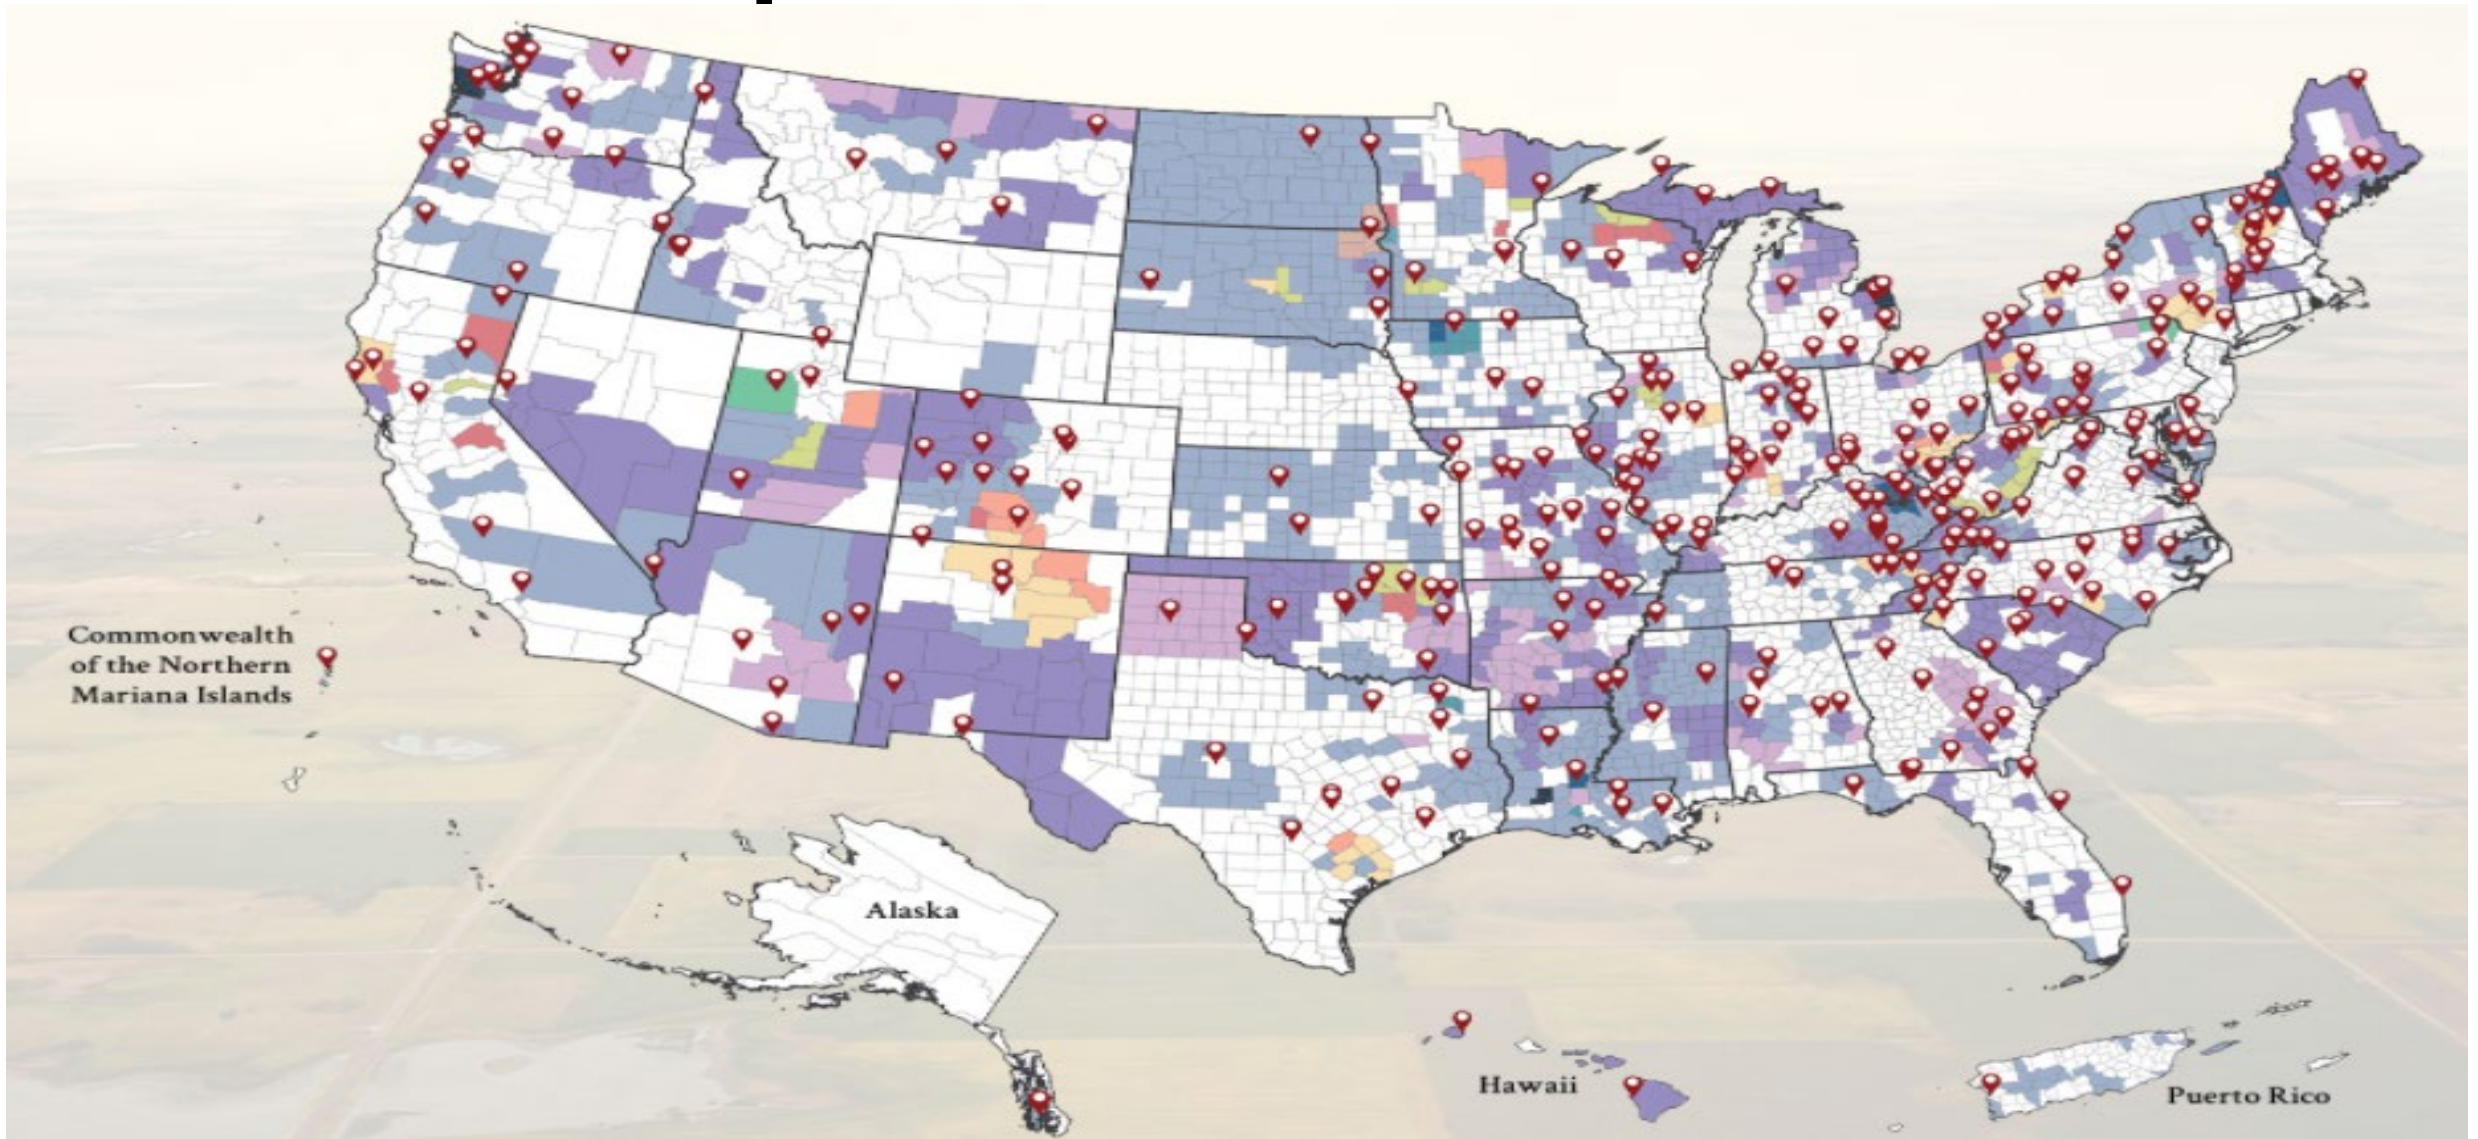 Commonwealth
of the Northern
Mariana Islands
Alaska
Hawaii
Puerto Rico